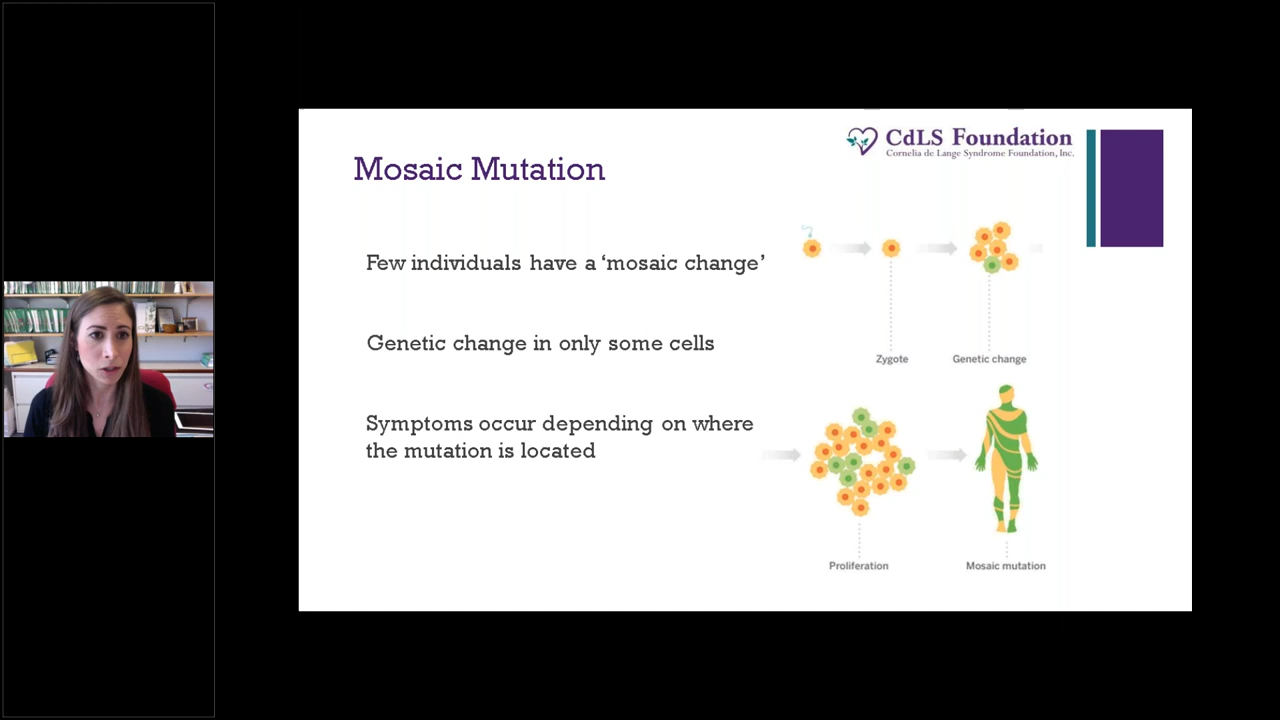 CdLS Foundation
Cornelia de Lange Syndrome Foundation, Inc.
Mosaic Mutation
Few individuals have a ‘mosaic change’
Genetic change in only some cells
Symptoms occur depending on where
the mutation is located
Zygote
Genetic change
Proliferation
Mosaic mutation